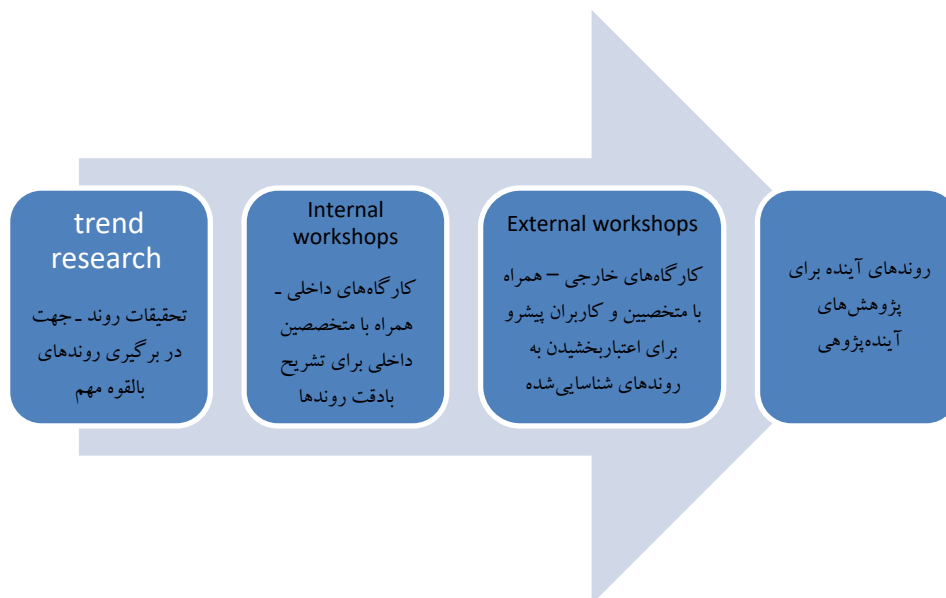 trend
research
تحقیقات روند ـ جهت
در برگیری روندهای
بالقوه مهم
Internal
workshops
کارگاه‌های داخلی ـ
همراه با متخصصین
داخلی برای تشریح
بادقت روندها
External workshops
کارگاه‌های خارجی – همراه
با متخصیین و کاربران پیشرو
برای اعتباربخشیدن به
روندهای شناسایی‌شده
روندهای آینده برای
پژوهش‌های
آینده‌پژوهی